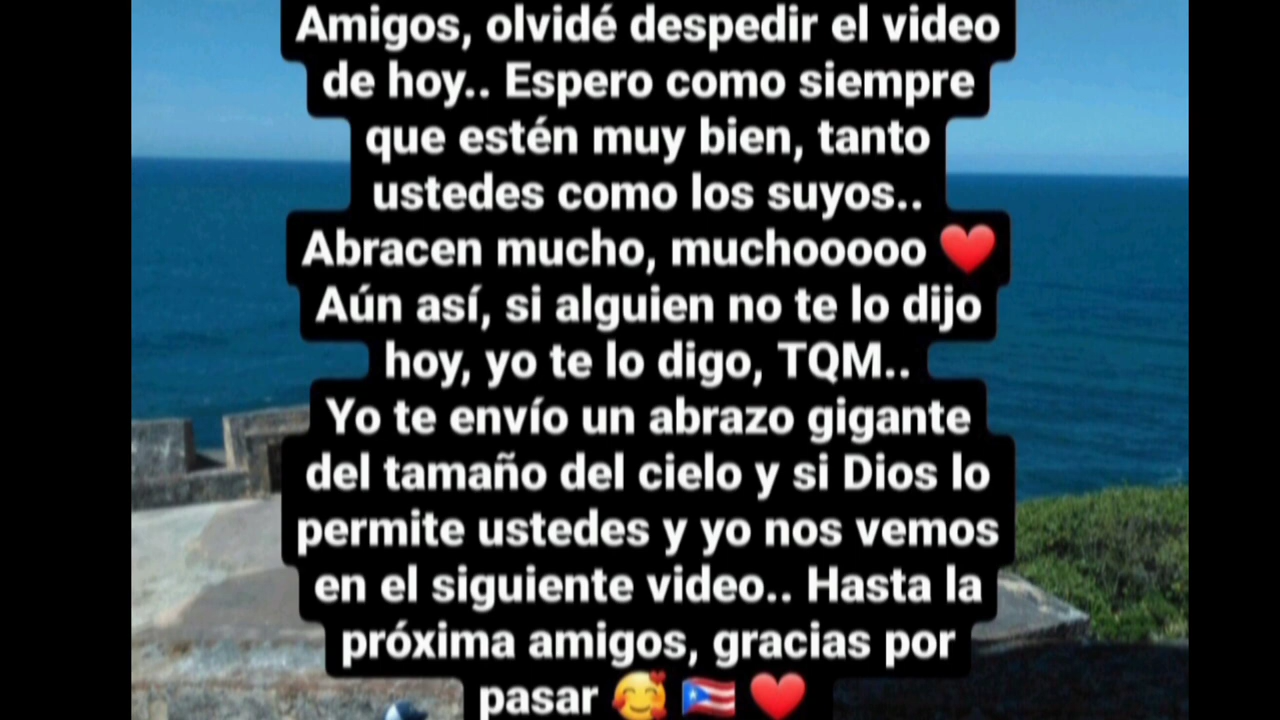 Amigos, olvidé despedir el video
de hoy.. Espero como siempre
que estén muy bien, tanto
ustedes como los suyos..
Abracen mucho, muchooooo ❤️
Aún así, si alguien no te lo dijo
hoy, yo te lo digo, TQM..
Yo te envío un abrazo gigante
del tamaño del cielo y si Dios lo
permite ustedes y yo nos vemos
en el siguiente video.. Hasta la
próxima amigos, gracias por
pasar 🥰 🇵🇷 ❤️